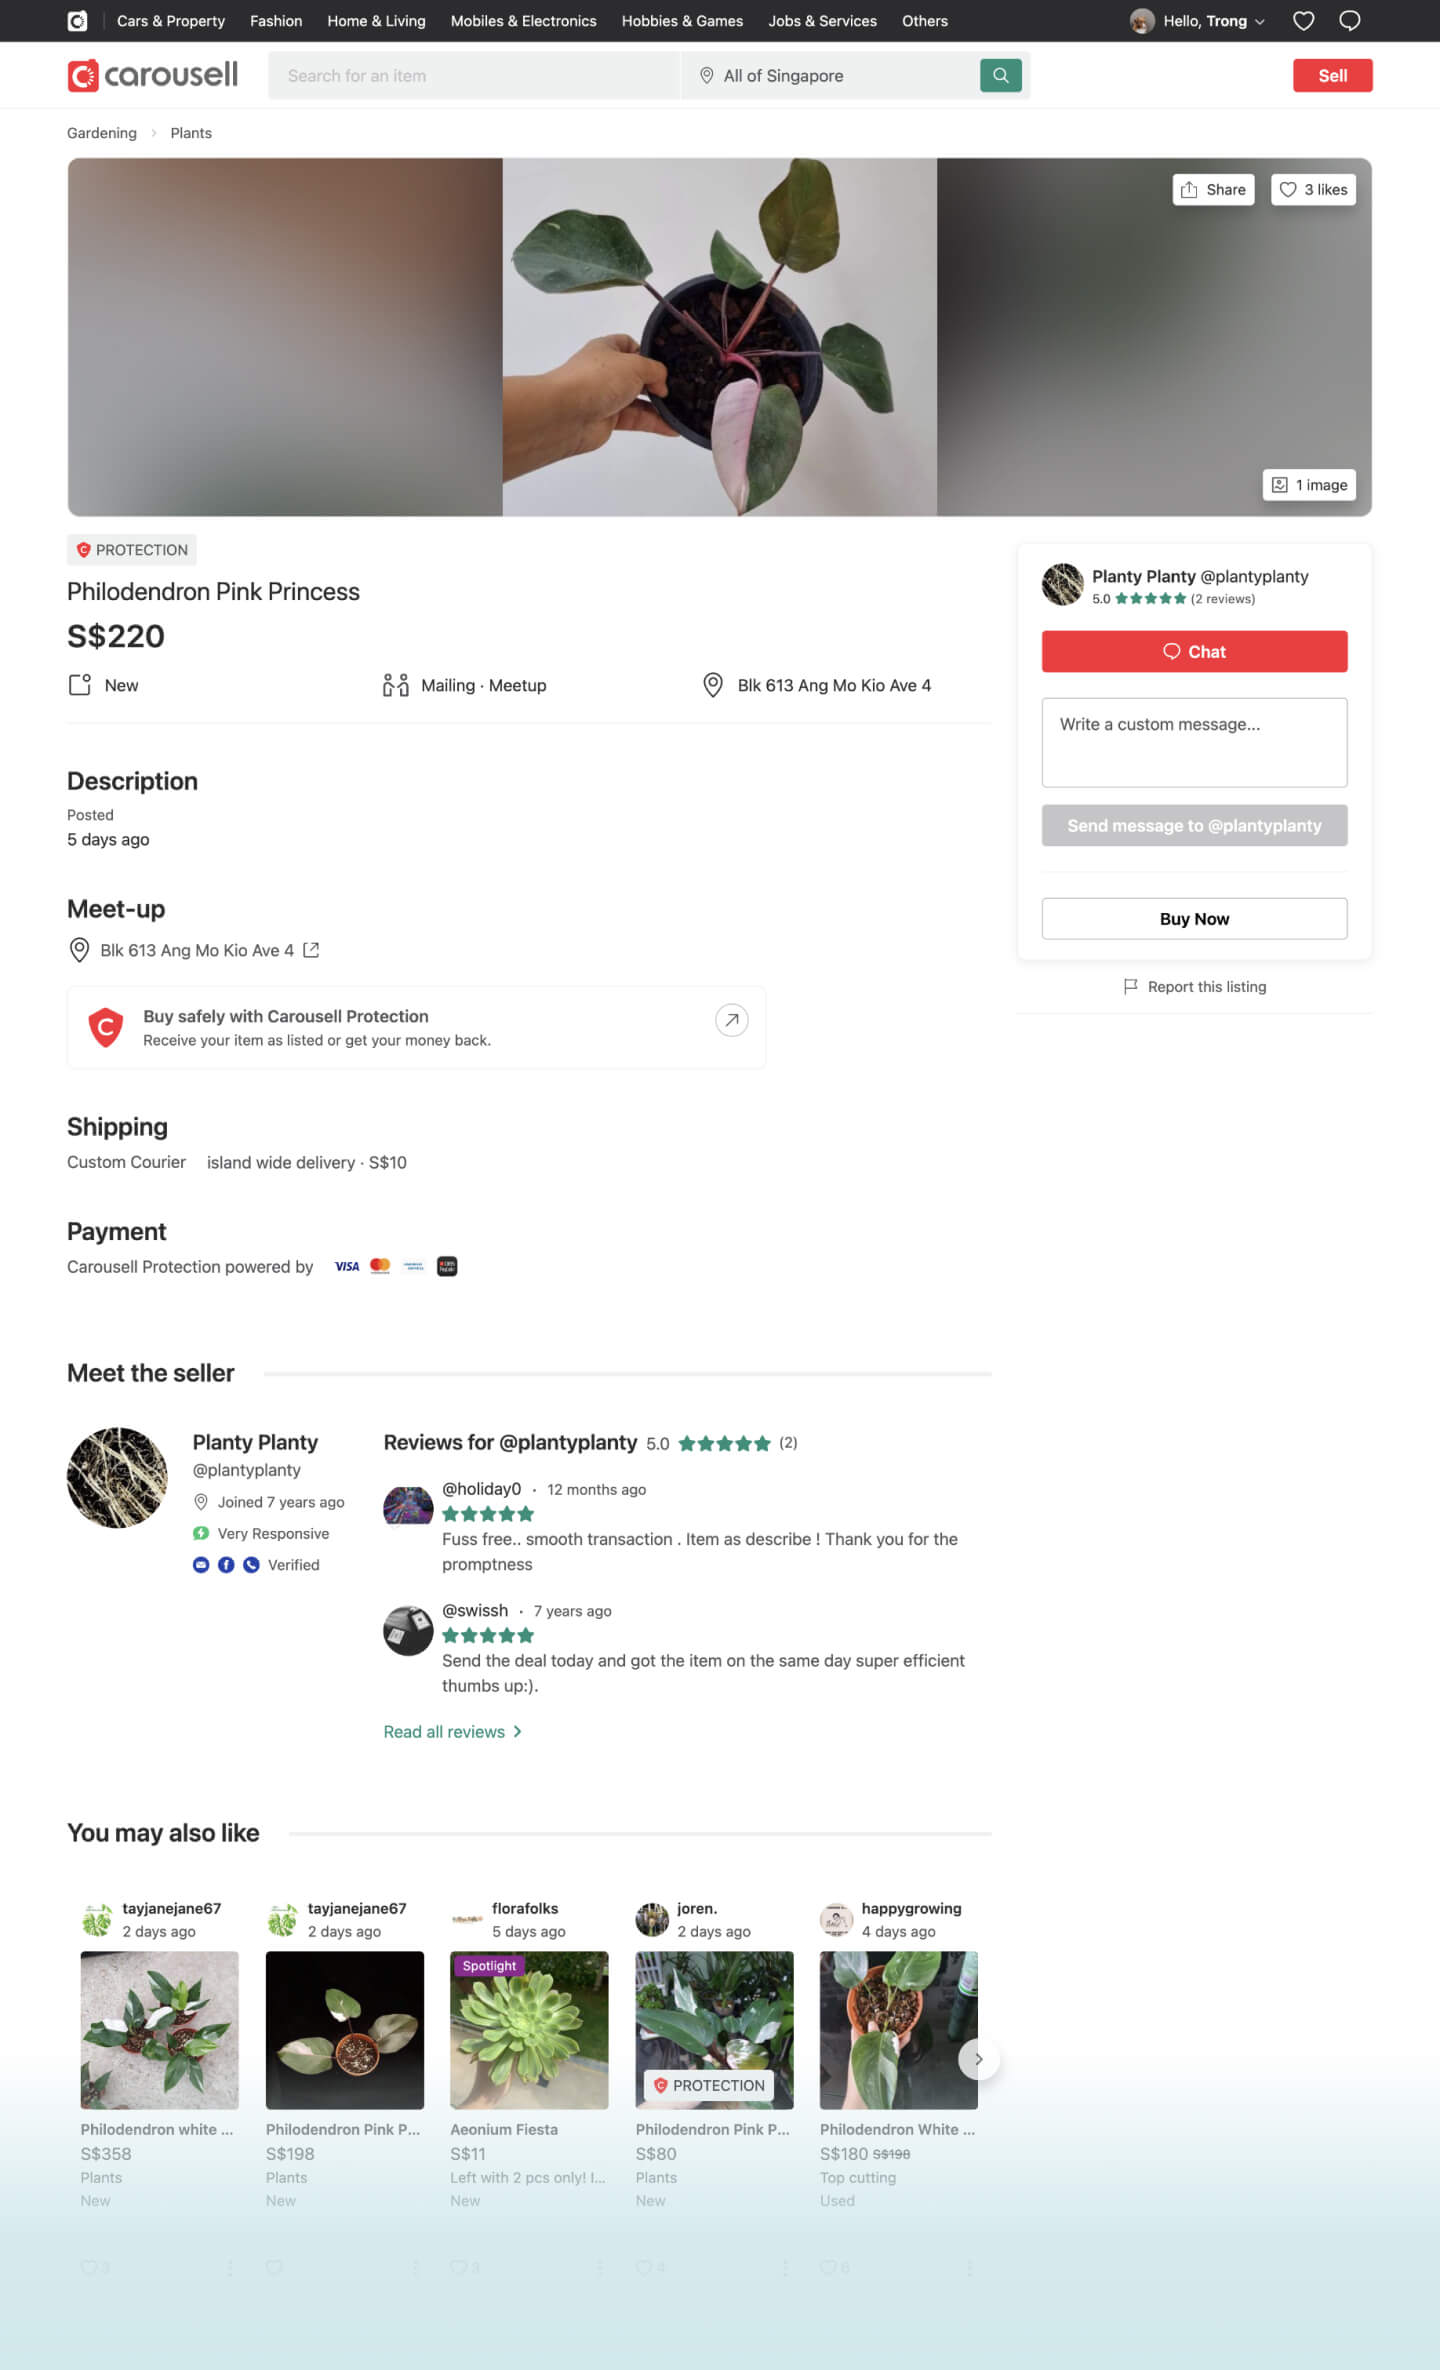 Cars & Property Fashion Home & Living Mobiles & Electronics Hobbies & Games Jobs & Services Others Hello, Trong
carousell Search for an item All of Singapore Sell
Gardening Plants
Share 3 likes
1 image
PROTECTION
Philodendron Pink Princess
S$220
New Mailing · Meetup Blk 613 Ang Mo Kio Ave 4
Planty Planty @plantyplanty
5.0 (2 reviews)
Chat
Write a custom message...
Send message to @plantyplanty
Buy Now
Report this listing
Description
Posted
5 days ago
Meet-up
Blk 613 Ang Mo Kio Ave 4
Buy safely with Carousell Protection
Receive your item as listed or get your money back.
Shipping
Custom Courier island wide delivery · S$10
Payment
Carousell Protection powered by VISA
Meet the seller
Planty Planty
@plantyplanty
Joined 7 years ago
Very Responsive
Verified
Reviews for @plantyplanty 5.0 (2)
@holiday0 · 12 months ago
Fuss free.. smooth transaction . Item as describe ! Thank you for the
promptness
@swissh · 7 years ago
Send the deal today and got the item on the same day super efficient
thumbs up:).
Read all reviews
You may also like
tayjanejane67
2 days ago
Philodendron white ...
S$358
Plants
New
3
tayjanejane67
2 days ago
Philodendron Pink P...
S$198
Plants
New
florafolks
5 days ago
Spotlight
Aeonium Fiesta
S$11
Left with 2 pcs only! I...
New
3
joren.
2 days ago
PROTECTION
Philodendron Pink P...
S$80
Plants
New
4
happygrowing
4 days ago
Philodendron White ...
S$180 S$198
Top cutting
Used
6